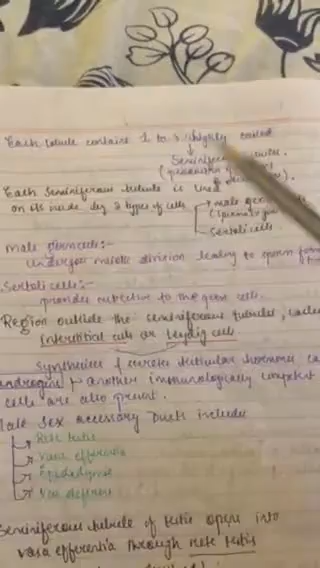 Each lobule contains 1 to 3 highly coiled
Seminiferous tubules.
Each Seminiferous tubule is lined
on its inside by 2 types of cells
male germ
Sertoli cells
Male germ cells:-
undergo meiotic division leading to sperm
Sertoli cells:-
provides nutrition to the germ cells.
Region outside the seminiferous tubules,
Interstitial cells or Leydig cells.
Synthesise & secrete testicular hormones
androgens & another immunologically competent
cells are also present.
Male Sex accessory Ducts include
Rete testis
Vasa efferentia
Epididymis
Vas deferens
Seminiferous tubule of testis open into
vasa efferentia through rete testis